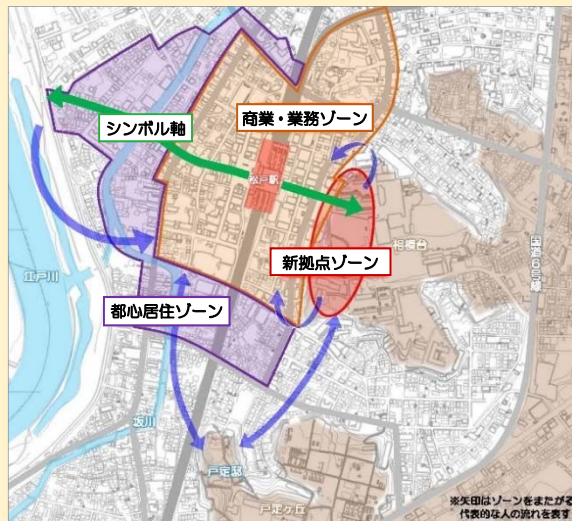 シンボル軸
商業・業務ゾーン
松戸駅
相模台
国道6号線
新拠点ゾーン
江戸川
都心居住ゾーン
坂川
戸定邸
戸定ヶ丘
※矢印はゾーンをまたがる
代表的な人の流れを表す